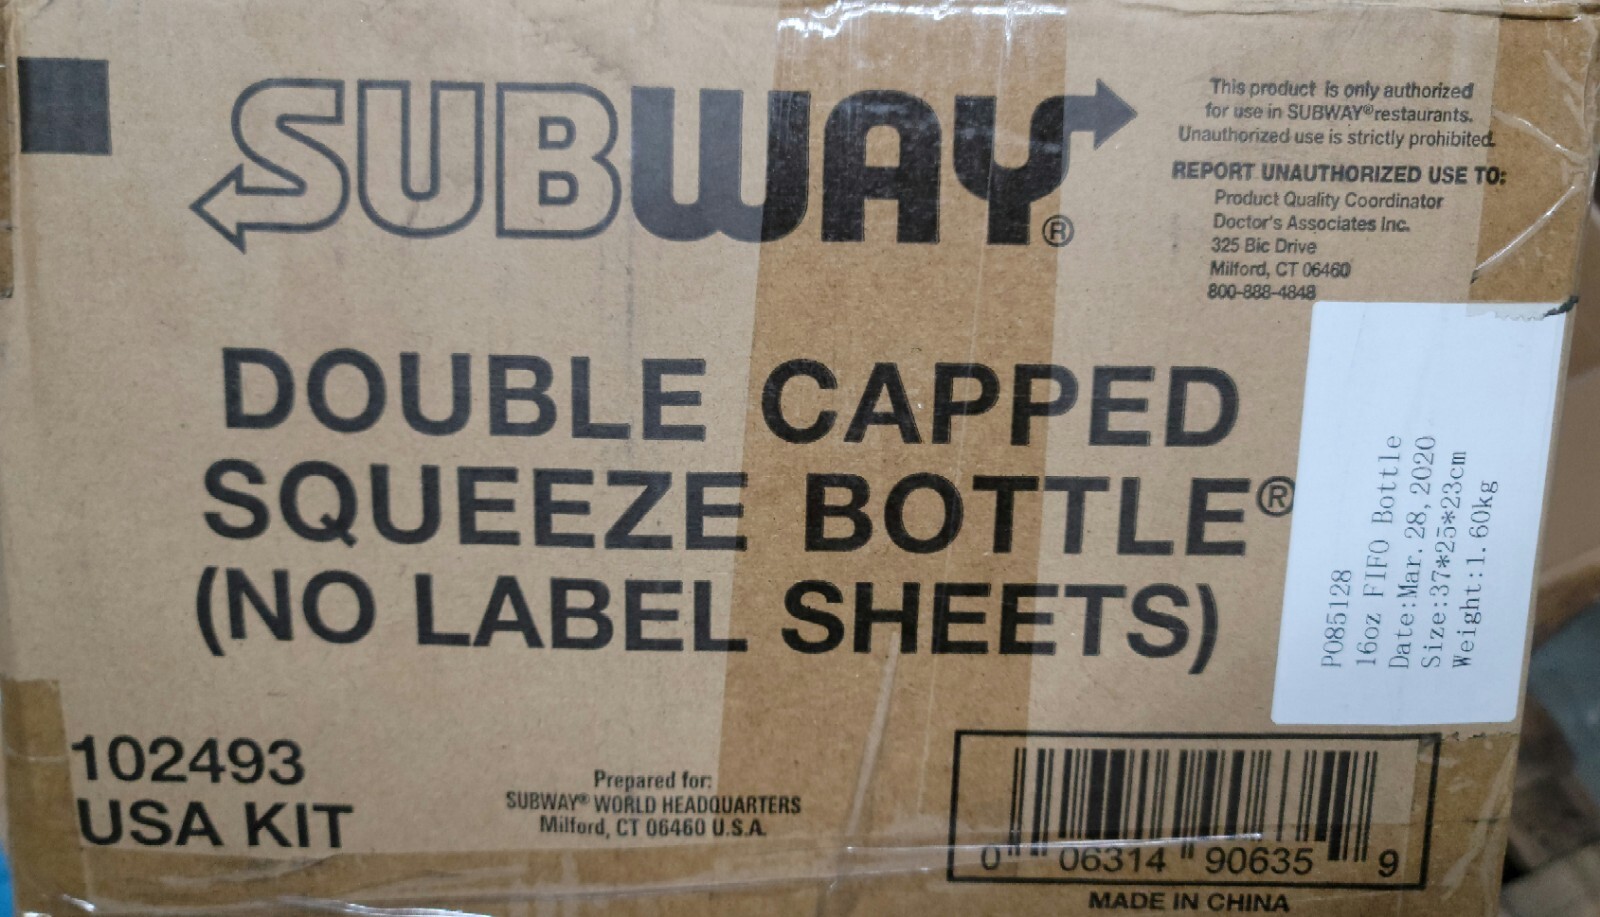 SUBWAY®
This product is only authorized
for use in SUBWAY® restaurants.
Unauthorized use is strictly prohibited.
REPORT UNAUTHORIZED USE TO:
Product Quality Coordinator
Doctor's Associates Inc.
325 Bic Drive
Milford, CT 06460
800-888-4848
DOUBLE CAPPED
SQUEEZE BOTTLE®
(NO LABEL SHEETS)
PO85128
16oz FIFO Bottle
Date:Mar.28,2020
Size:37*25*23cm
Weight:1.60kg
102493
USA KIT
Prepared for:
SUBWAY® WORLD HEADQUARTERS
Milford, CT 06460 U.S.A.
0 06314 90635 9
MADE IN CHINA